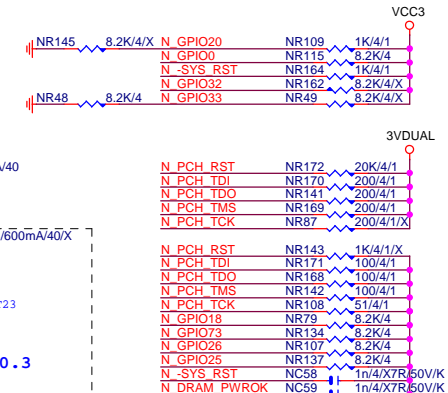 VCC3
NR145 8.2K/4/X N_GPIO20 NR109 1K/4/1
N_GPIO0 NR115 8.2K/4
N_-SYS_RST NR164 1K/4/1
N_GPIO32 NR162 8.2K/4/X
NR48 8.2K/4 N_GPIO33 NR49 8.2K/4/X
3VDUAL
/40
N_PCH_RST NR172 20K/4/1
N_PCH_TDI NR170 200/4/1
N_PCH_TDO NR141 200/4/1
N_PCH_TMS NR169 200/4/1
N_PCH_TCK NR87 200/4/1/X
/600mA/40/X
N_PCH_RST NR143 1K/4/1/X
N_PCH_TDI NR171 100/4/1
N_PCH_TDO NR168 100/4/1
N_PCH_TMS NR142 100/4/1
N_PCH_TCK NR108 51/4/1
N_GPIO18 NR79 8.2K/4
23
N_GPIO73 NR134 8.2K/4
N_GPIO26 NR107 8.2K/4
N_GPIO25 NR137 8.2K/4
0.3
N_-SYS_RST NC58 1n/4/X7R/50V/K
N_DRAM_PWROK NC59 1n/4/X7R/50V/K